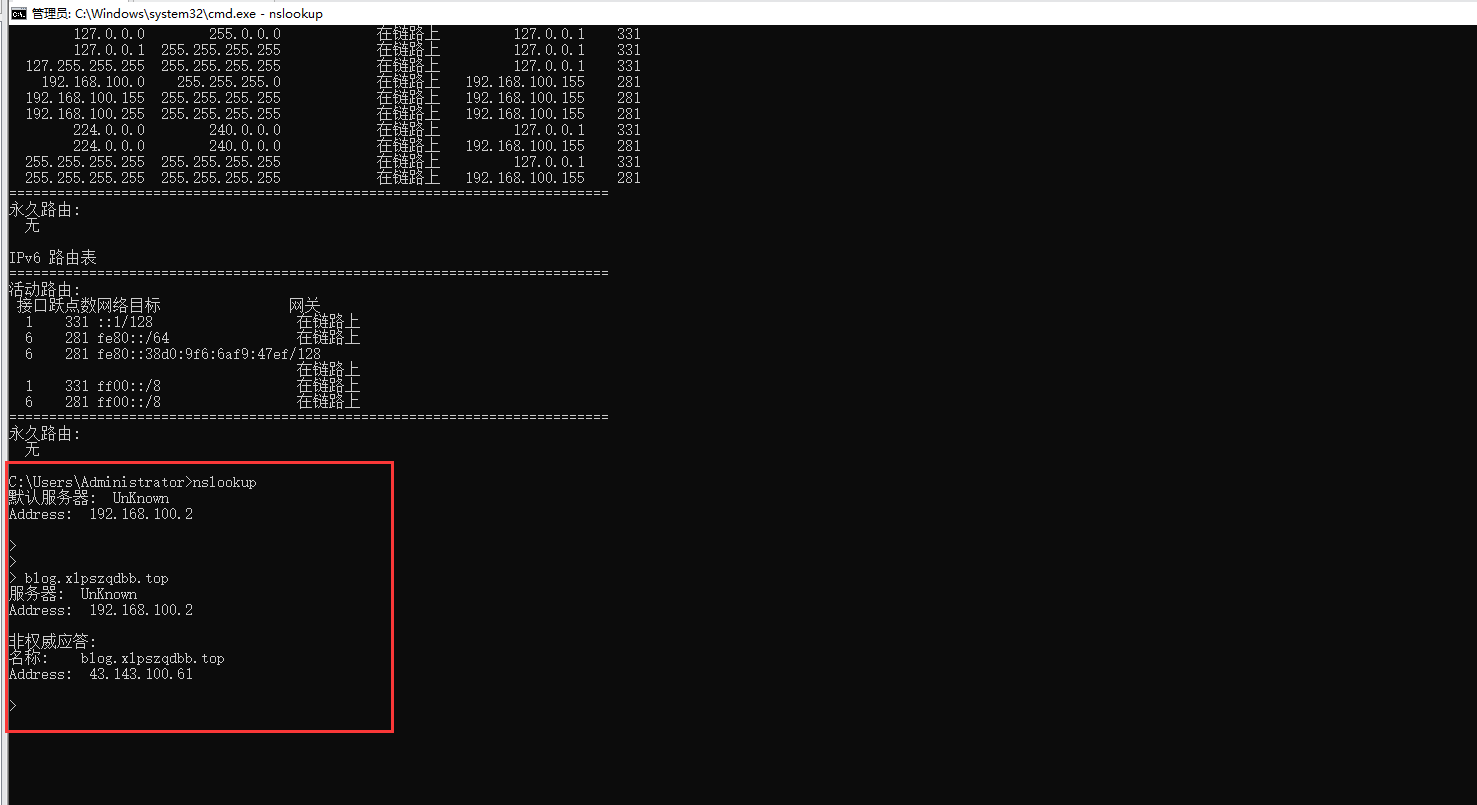 管理员: C:\Windows\system32\cmd.exe - nslookup
127.0.0.0 255.0.0.0 在链路上 127.0.0.1 331
127.0.0.1 255.255.255.255 在链路上 127.0.0.1 331
127.255.255.255 255.255.255.255 在链路上 127.0.0.1 331
192.168.100.0 255.255.255.0 在链路上 192.168.100.155 281
192.168.100.155 255.255.255.255 在链路上 192.168.100.155 281
192.168.100.255 255.255.255.255 在链路上 192.168.100.155 281
224.0.0.0 240.0.0.0 在链路上 127.0.0.1 331
224.0.0.0 240.0.0.0 在链路上 192.168.100.155 281
255.255.255.255 255.255.255.255 在链路上 127.0.0.1 331
255.255.255.255 255.255.255.255 在链路上 192.168.100.155 281
===========================================================================
永久路由:
无
IPv6 路由表
===========================================================================
活动路由:
接口跃点数网络目标 网关
1 331 ::1/128 在链路上
6 281 fe80::/64 在链路上
6 281 fe80::38d0:9f6:6af9:47ef/128
在链路上
1 331 ff00::/8 在链路上
6 281 ff00::/8 在链路上
===========================================================================
永久路由:
无
C:\Users\Administrator>nslookup
默认服务器: UnKnown
Address: 192.168.100.2
>
>
> blog.xlpszqdbb.top
服务器: UnKnown
Address: 192.168.100.2
非权威应答:
名称: blog.xlpszqdbb.top
Address: 43.143.100.61
>